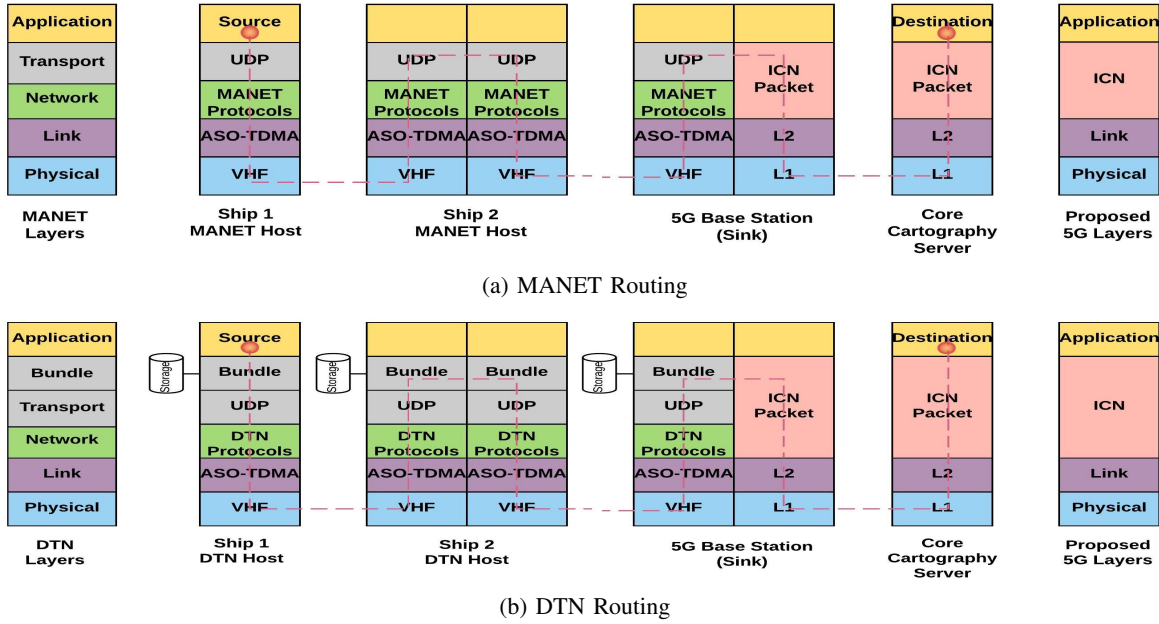 Application Source Destination Application
Transport UDP UDP UDP UDP ICN Packet ICN Packet ICN
Network MANET Protocols MANET Protocols MANET Protocols MANET Protocols
Link ASO-TDMA ASO-TDMA ASO-TDMA ASO-TDMA L2 L2 Link
Physical VHF VHF VHF VHF L1 L1 Physical
MANET Layers
Ship 1 MANET Host
Ship 2 MANET Host
5G Base Station (Sink)
Core Cartography Server
Proposed 5G Layers
(a) MANET Routing
Application Source Destination Application
Bundle Storage Bundle Storage Bundle Bundle Storage Bundle
Transport UDP UDP UDP UDP ICN Packet ICN Packet ICN
Network DTN Protocols DTN Protocols DTN Protocols DTN Protocols
Link ASO-TDMA ASO-TDMA ASO-TDMA ASO-TDMA L2 L2 Link
Physical VHF VHF VHF VHF L1 L1 Physical
DTN Layers
Ship 1 DTN Host
Ship 2 DTN Host
5G Base Station (Sink)
Core Cartography Server
Proposed 5G Layers
(b) DTN Routing